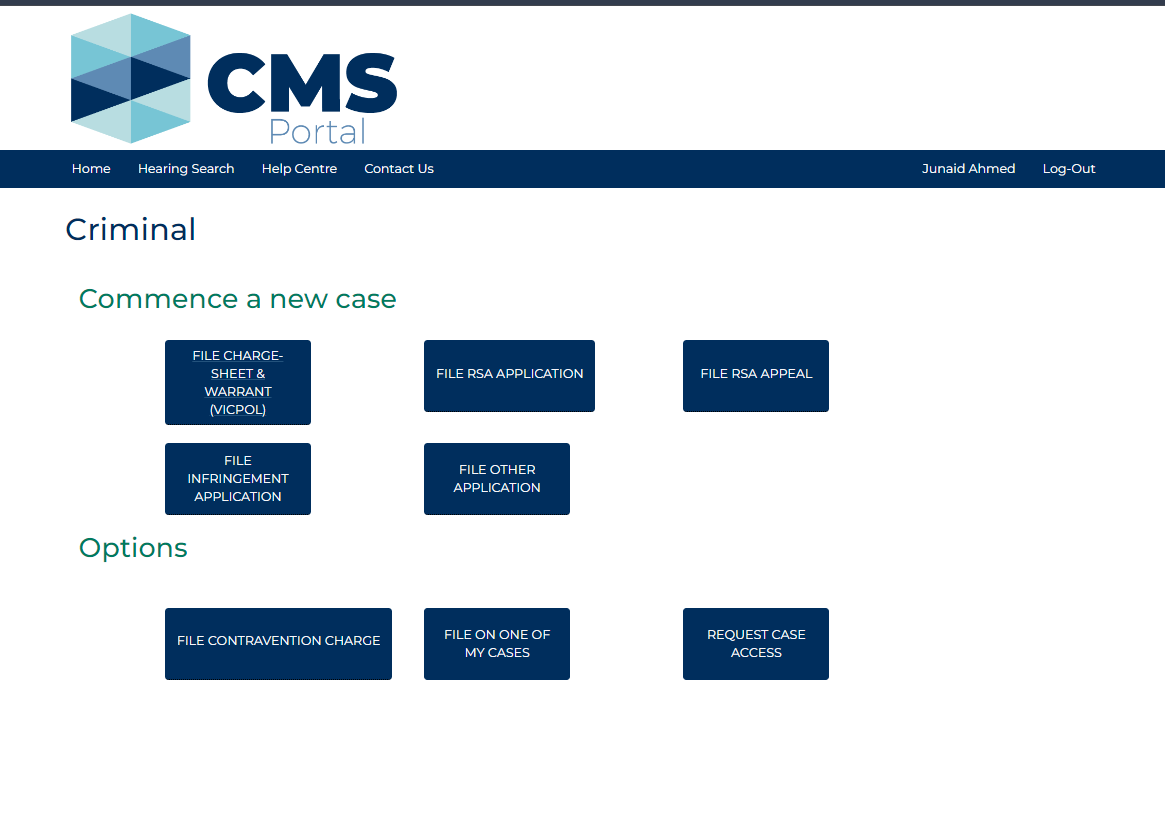 CMS
Portal
Home Hearing Search Help Centre Contact Us Junaid Ahmed Log-Out
Criminal
Commence a new case
FILE CHARGE-
SHEET &
WARRANT
(VICPOL)
FILE RSA APPLICATION
FILE RSA APPEAL
FILE
INFRINGEMENT
APPLICATION
FILE OTHER
APPLICATION
Options
FILE CONTRAVENTION CHARGE
FILE ON ONE OF
MY CASES
REQUEST CASE
ACCESS